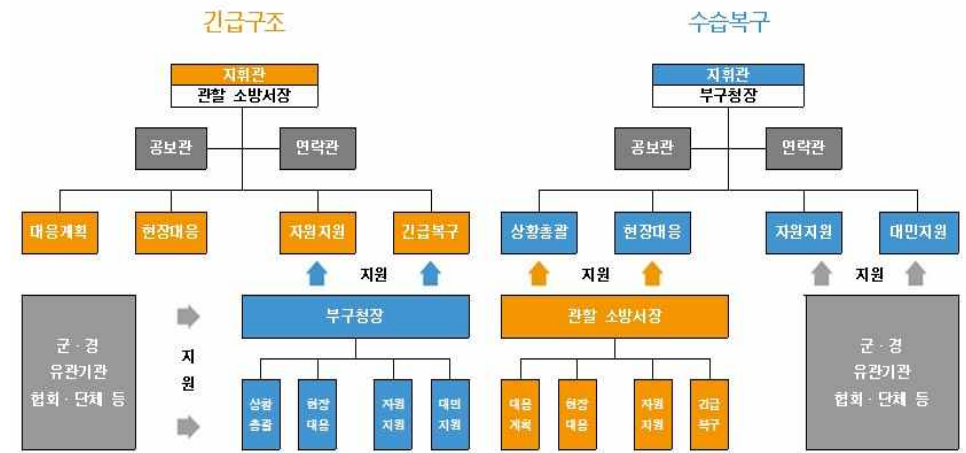 긴급구조
수습복구
지휘관
관할 소방서장
지휘관
부구청장
공보관
연락관
공보관
연락관
대응계획
현장대응
자원지원
긴급복구
상황총괄
현장대응
자원지원
대민지원
지원
지원
지원
군·경
유관기관
협회·단체 등
지
원
부구청장
관할 소방서장
군·경
유관기관
협회·단체 등
상황
총괄
현장
대응
자원
지원
대민
지원
대응
계획
현장
대응
자원
지원
긴급
복구